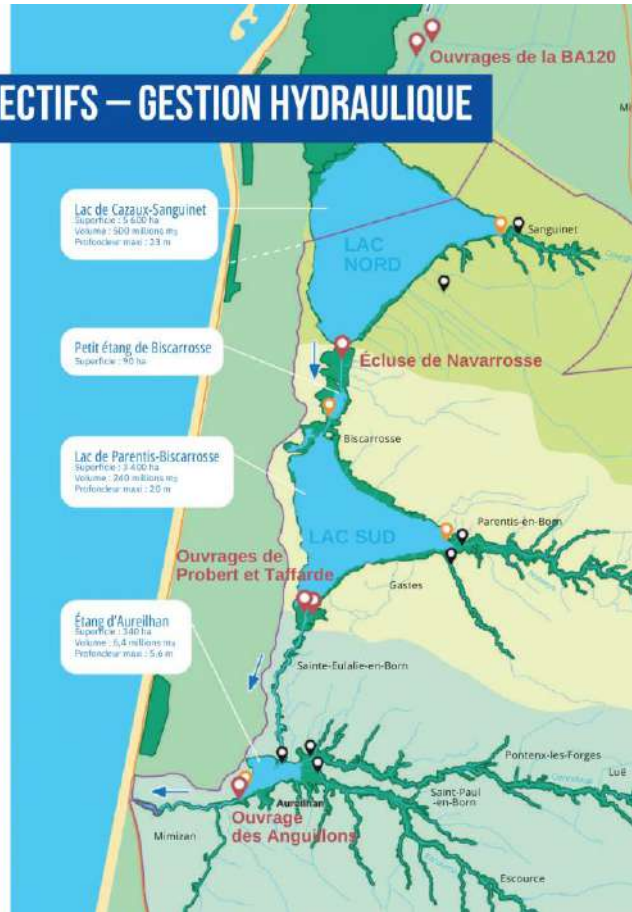 Ouvrages de la BA120
ECTIFS – GESTION HYDRAULIQUE
Lac de Cazaux-Sanguinet
Superficie : 5 600 ha
Volume : 500 millions m3
Profondeur maxi : 23 m
LAC
NORD
Sanguinet
Petit étang de Biscarrosse
Superficie : 90 ha
Écluse de Navarrosse
Biscarrosse
Lac de Parentis-Biscarrosse
Superficie : 3 400 ha
Volume : 240 millions m3
Profondeur maxi : 20 m
LAC SUD
Parentis-en-Born
Ouvrages de
Probert et Taffarde
Gastes
Étang d'Aureilhan
Superficie : 340 ha
Volume : 6,4 millions m3
Profondeur maxi : 5,6 m
Sainte-Eulalie-en-Born
Pontenx-les-Forges
Luë
Saint-Paul
-en-Born
Aureilhan
Ouvrage
des Anguillons
Mimizan
Escource